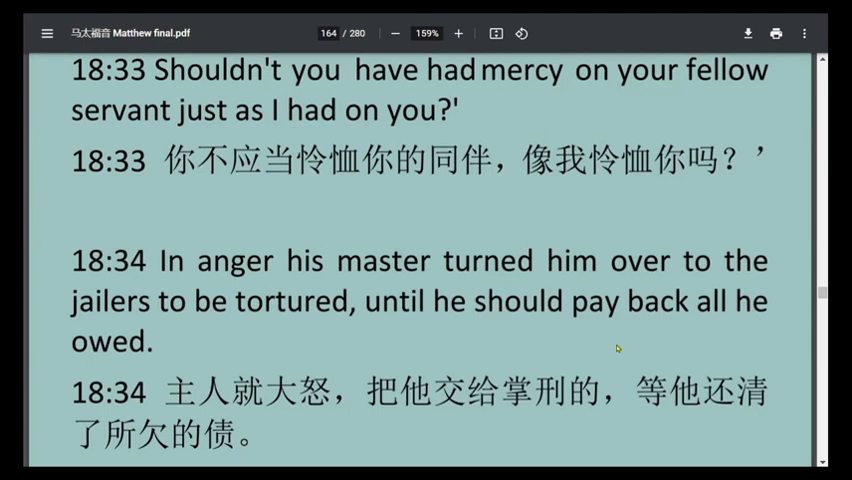 马太福音 Matthew final.pdf
164 / 280
159%
18:33 Shouldn't you have had mercy on your fellow
servant just as I had on you?'
18:33 你不应当怜恤你的同伴，像我怜恤你吗？’
18:34 In anger his master turned him over to the
jailers to be tortured, until he should pay back all he
owed.
18:34 主人就大怒，把他交给掌刑的，等他还清
了所欠的债。